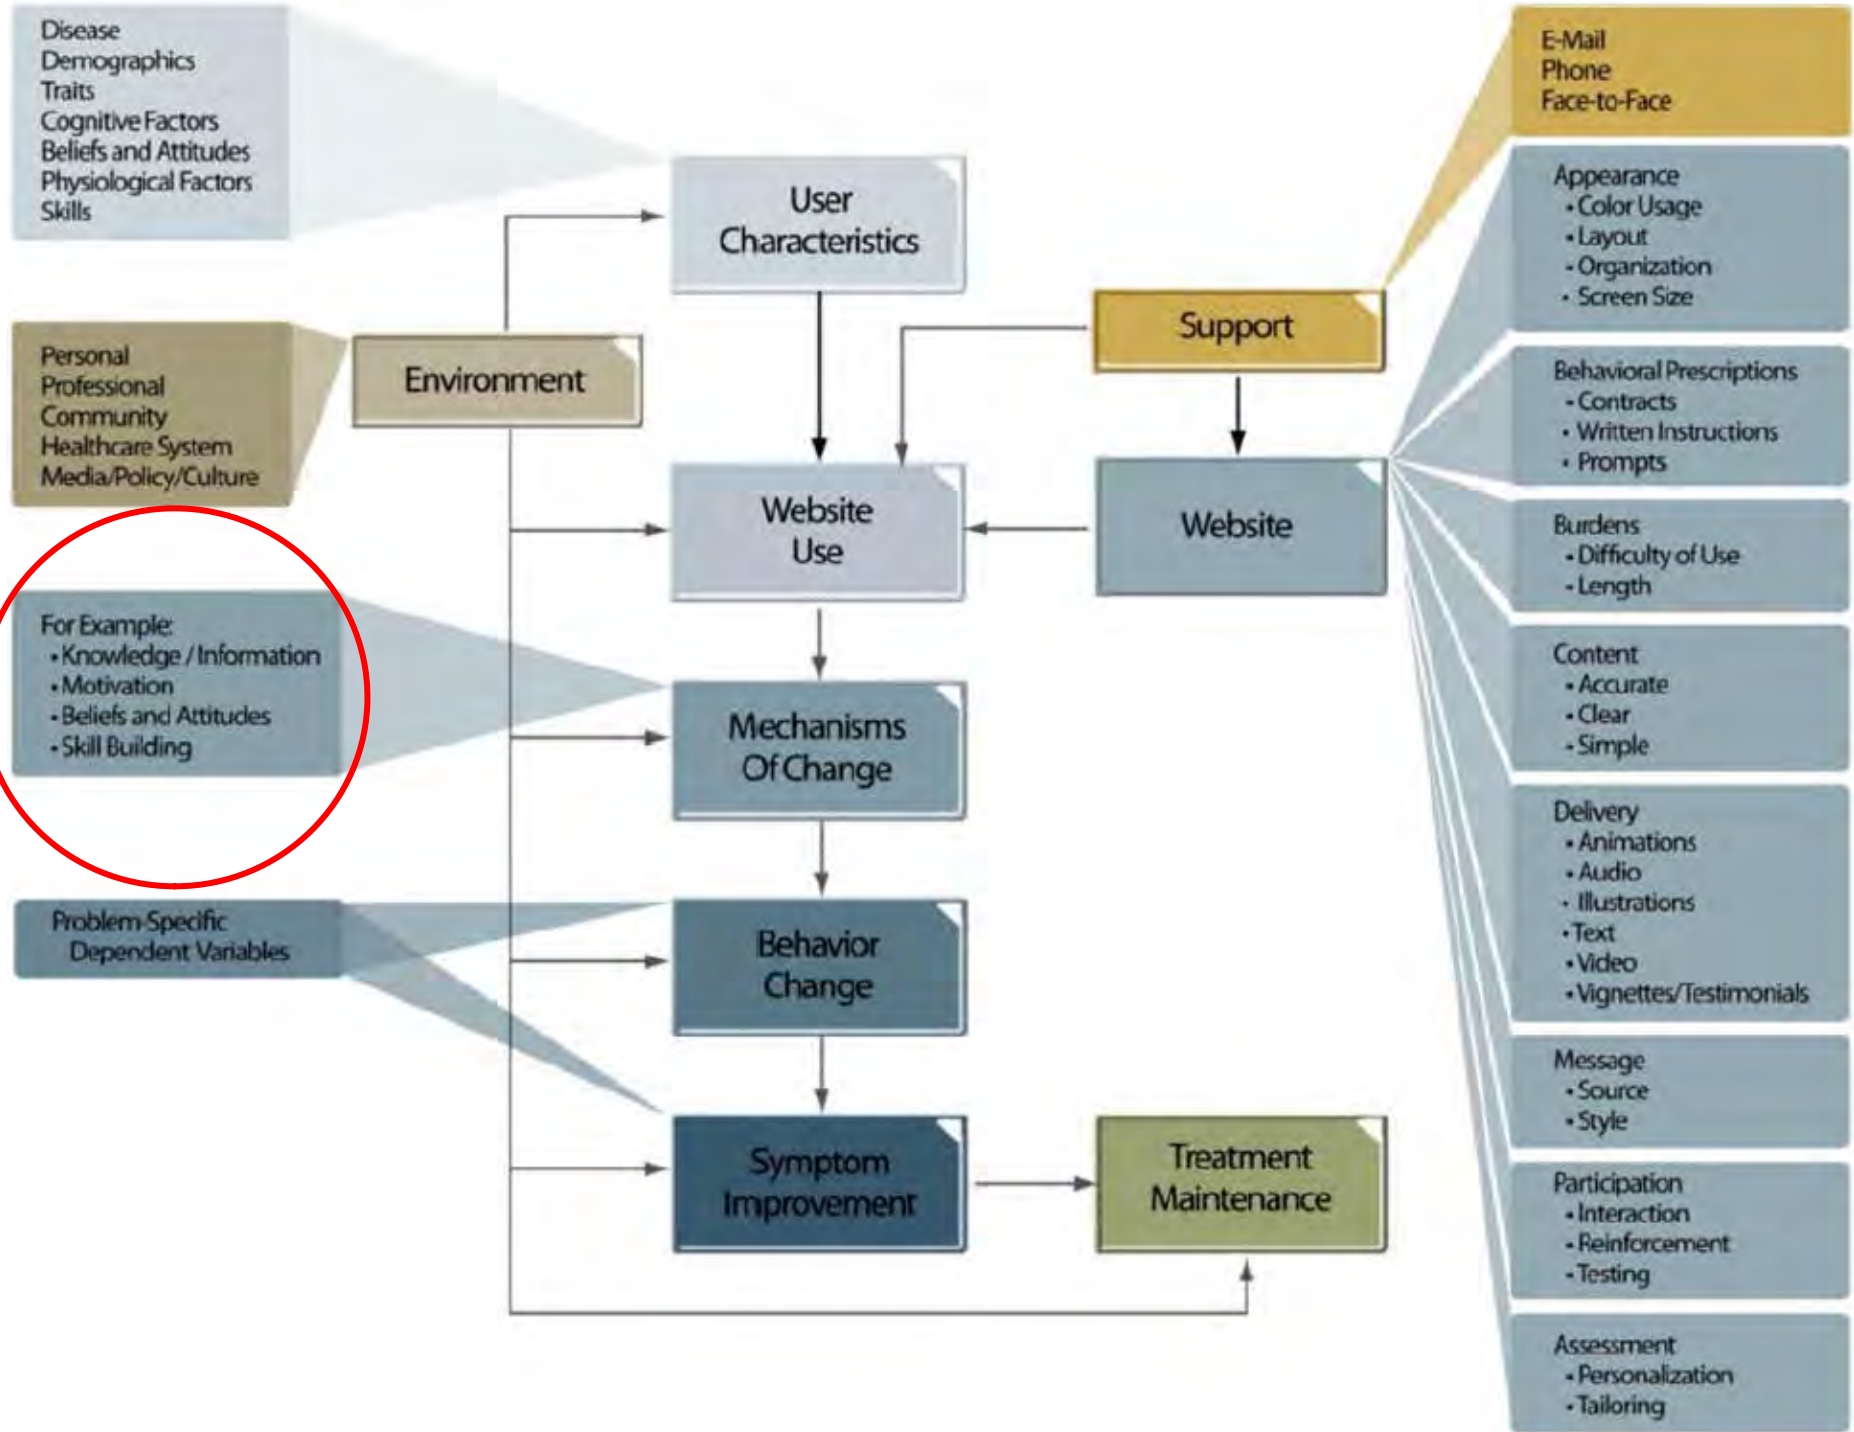 Disease
Demographics
Traits
Cognitive Factors
Beliefs and Attitudes
Physiological Factors
Skills
User
Characteristics
Personal
Professional
Community
Healthcare System
Media/Policy/Culture
Environment
Support
E-Mail
Phone
Face-to-Face
Website
Use
Website
For Example:
• Knowledge / Information
• Motivation
• Beliefs and Attitudes
• Skill Building
Mechanisms
Of Change
Problem-Specific
Dependent Variables
Behavior
Change
Symptom
Improvement
Treatment
Maintenance
Appearance
• Color Usage
• Layout
• Organization
• Screen Size
Behavioral Prescriptions
• Contracts
• Written Instructions
• Prompts
Burdens
• Difficulty of Use
• Length
Content
• Accurate
• Clear
• Simple
Delivery
• Animations
• Audio
• Illustrations
• Text
• Video
• Vignettes/Testimonials
Message
• Source
• Style
Participation
• Interaction
• Reinforcement
• Testing
Assessment
• Personalization
• Tailoring